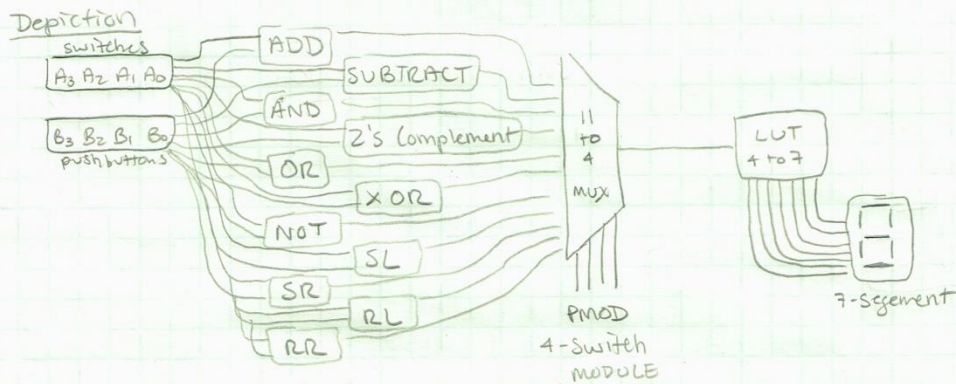 Depiction
switches
A3 A2 A1 A0
B3 B2 B1 B0
pushbuttons
ADD
SUBTRACT
AND
2's Complement
OR
XOR
NOT
SL
SR
RL
RR
11
to
4
MUX
PMOD
4-switch
MODULE
LUT
4 to 7
7-segement